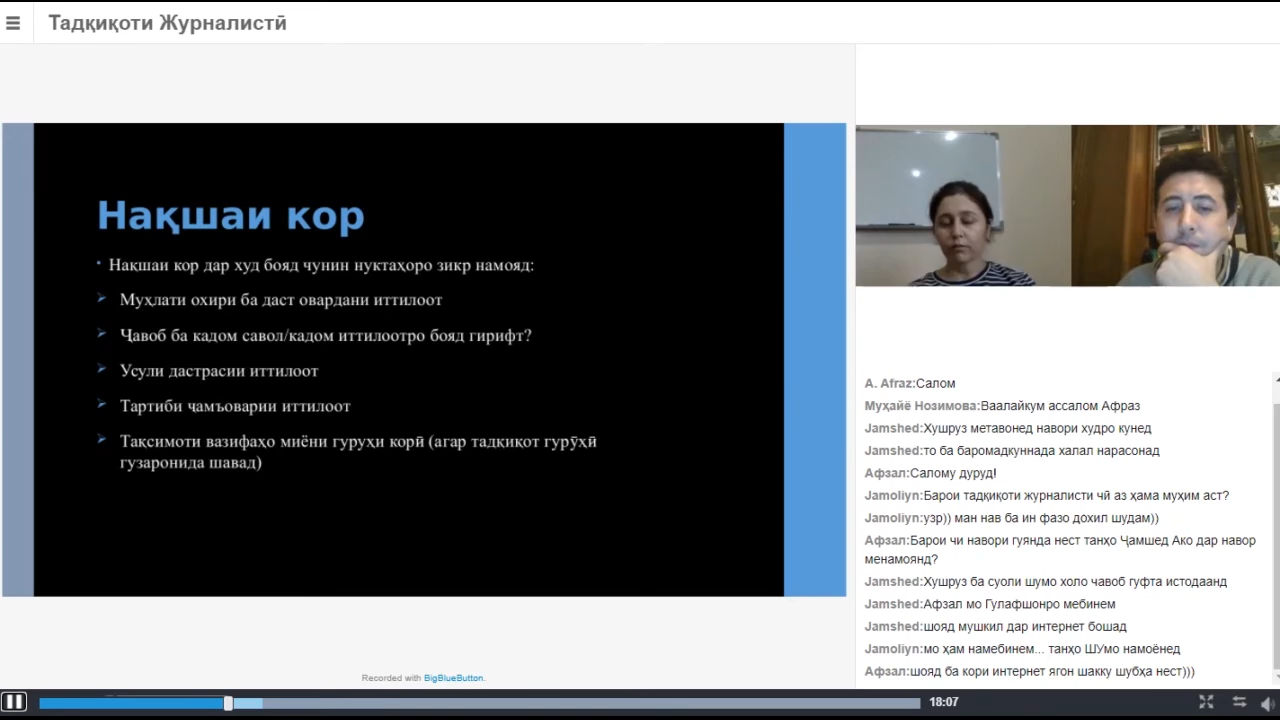 Тадқиқоти Журналистӣ
Нақшаи кор
Нақшаи кор дар худ бояд чунин нуктаҳоро зикр намояд:
Муҳлати охири ба даст овардани иттилоот
Ҷавоб ба кадом савол/кадом иттилоотро бояд гирифт?
Усули дастрасии иттилоот
Тартиби ҷамъоварии иттилоот
Тақсимоти вазифаҳо миёни гуруҳи корӣ (агар тадқиқот гурӯҳӣ
гузаронида шавад)
A. Afraz:Салом
Муҳайё Нозимова:Ваалайкум ассалом Афраз
Jamshed:Хушруз метавонед навори худро кунед
Jamshed:то ба баромадкуннада халал нарасонад
Афзал:Салому дуруд!
Jamoliyn:Барои тадқиқоти журналисти чӣ аз ҳама муҳим аст?
Jamoliyn:узр)) ман нав ба ин фазо дохил шудам))
Афзал:Барои чи навори гуянда нест танҳо Ҷамшед Ако дар навор
менамоянд?
Jamshed:Хушруз ба суоли шумо холо ҷавоб гуфта истодаанд
Jamshed:Афзал мо Гулафшонро мебинем
Jamshed:шояд мушкил дар интернет бошад
Jamoliyn:мо ҳам намебинем... танҳо ШУмо намоёнед
Афзал:шояд ба кори интернет ягон шакку шубҳа нест)))
Recorded with BigBlueButton.
18:07